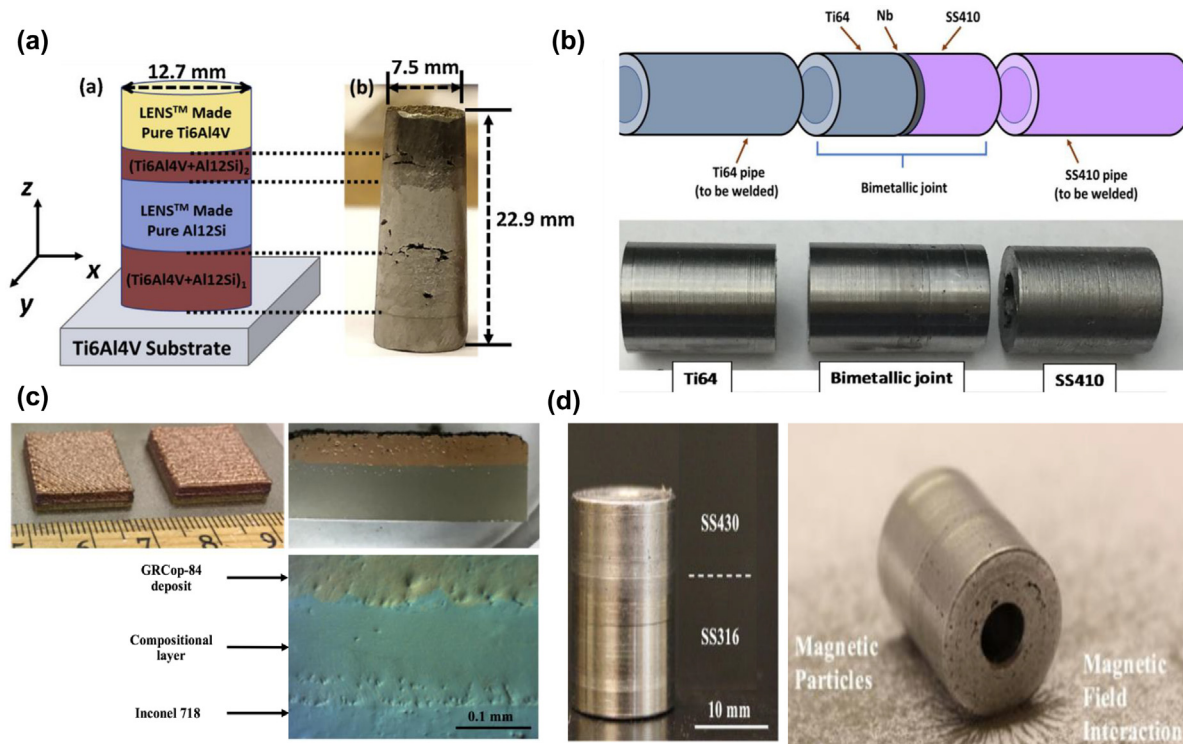 (a)
12.7 mm
(a)
LENS™ Made
Pure Ti6Al4V
(Ti6Al4V+Al12Si)₂
LENS™ Made
Pure Al12Si
(Ti6Al4V+Al12Si)₁
Ti6Al4V Substrate
z
x
y
7.5 mm
(b)
22.9 mm
(b)
Ti64
Nb
SS410
Ti64 pipe
(to be welded)
Bimetallic joint
SS410 pipe
(to be welded)
Ti64
Bimetallic joint
SS410
(c)
5 6 7 8 9
GRCop-84
deposit
Compositional
layer
Inconel 718
0.1 mm
(d)
SS430
SS316
10 mm
Magnetic
Particles
Magnetic
Field
Interaction